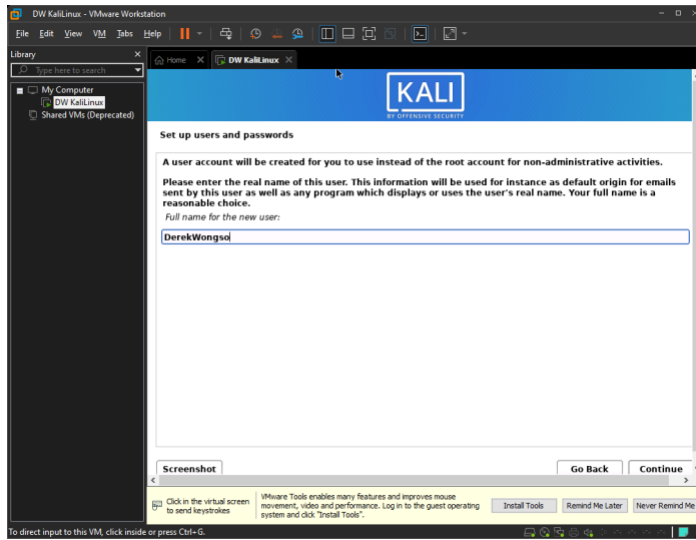 DW KaliLinux - VMware Workstation
File Edit View VM Tabs Help
Library
Type here to search
My Computer
DW KaliLinux
Shared VMs (Deprecated)
Home
DW KaliLinux
KALI
BY OFFENSIVE SECURITY
Set up users and passwords
A user account will be created for you to use instead of the root account for non-administrative activities.
Please enter the real name of this user. This information will be used for instance as default origin for emails
sent by this user as well as any program which displays or uses the user's real name. Your full name is a
reasonable choice.
Full name for the new user:
DerekWongso
Screenshot
Go Back
Continue
Click in the virtual screen
to send keystrokes
VMware Tools enables many features and improves mouse
movement, video and performance. Log in to the guest operating
system and click "Install Tools".
Install Tools
Remind Me Later
Never Remind Me
To direct input to this VM, click inside or press Ctrl+G.